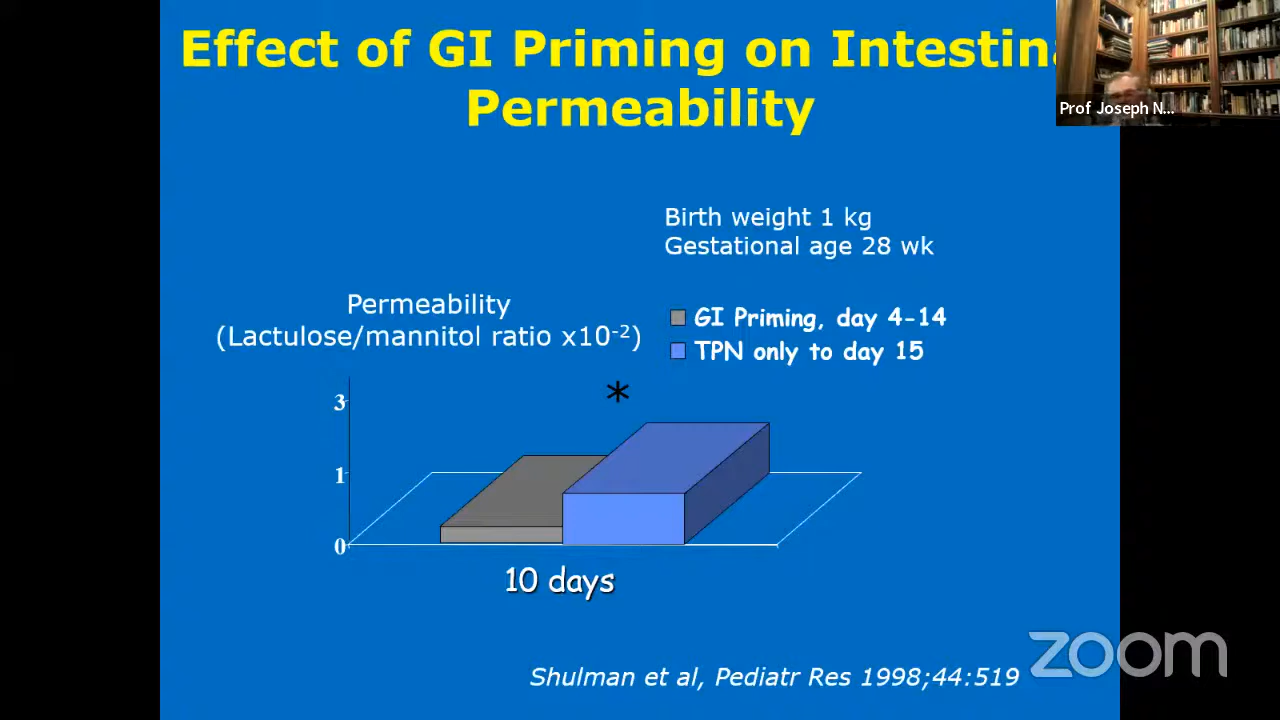 Effect of GI Priming on Intestina
Permeability
Prof Joseph N...
Birth weight 1 kg
Gestational age 28 wk
Permeability
(Lactulose/mannitol ratio x10-2)
GI Priming, day 4-14
TPN only to day 15
*
3
1
0
10 days
Shulman et al, Pediatr Res 1998;44:519
zoom